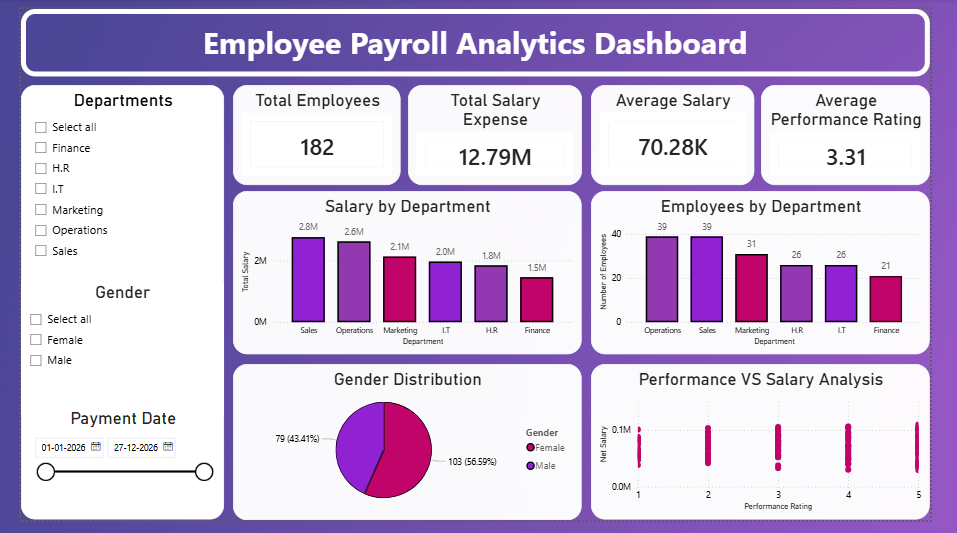 Employee Payroll Analytics Dashboard
Departments
Select all
Finance
H.R
I.T
Marketing
Operations
Sales
Gender
Select all
Female
Male
Payment Date
01-01-2026
27-12-2026
Total Employees
182
Total Salary
Expense
12.79M
Average Salary
70.28K
Average
Performance Rating
3.31
Salary by Department
Total Salary
2M
0M
2.8M
2.6M
2.1M
2.0M
1.8M
1.5M
Sales
Operations
Marketing
I.T
H.R
Finance
Department
Employees by Department
Number of Employees
40
20
0
39
39
31
26
26
21
Operations
Sales
Marketing
H.R
I.T
Finance
Department
Gender Distribution
79 (43.41%)
103 (56.59%)
Gender
Female
Male
Performance VS Salary Analysis
Net Salary
0.1M
0.0M
1
2
3
4
5
Performance Rating